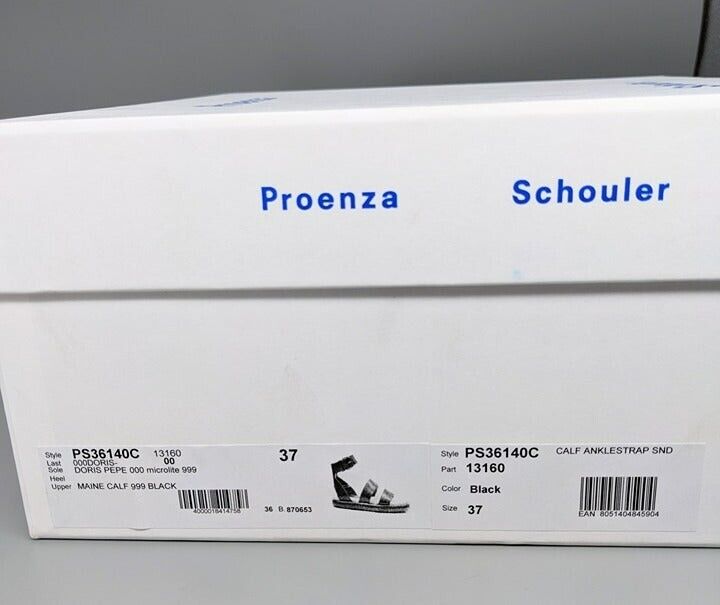 Proenza Schouler
Style PS36140C 13160 37
Last 000DORIS- 00
Sole DORIS PEPE 000 microlite 999
Heel
Upper MAINE CALF 999 BLACK
4000018414758
36 B 870653
Style PS36140C CALF ANKLESTRAP SND
Part 13160
Color Black
Size 37
EAN 8051404845904